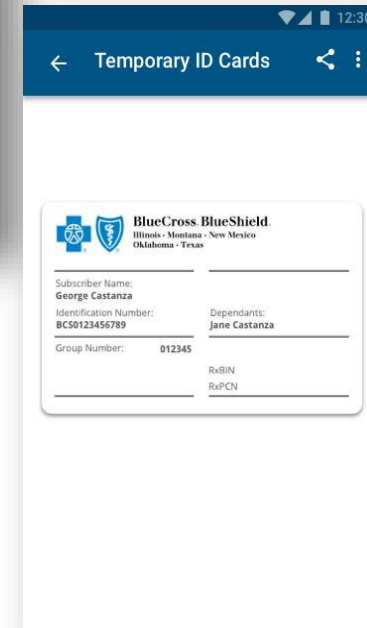 12:30
Temporary ID Cards
BlueCross BlueShield
Illinois · Montana · New Mexico
Oklahoma · Texas
Subscriber Name:
George Castanza
Identification Number:
BCS0123456789
Dependants:
Jane Castanza
Group Number: 012345
RxBIN
RxPCN